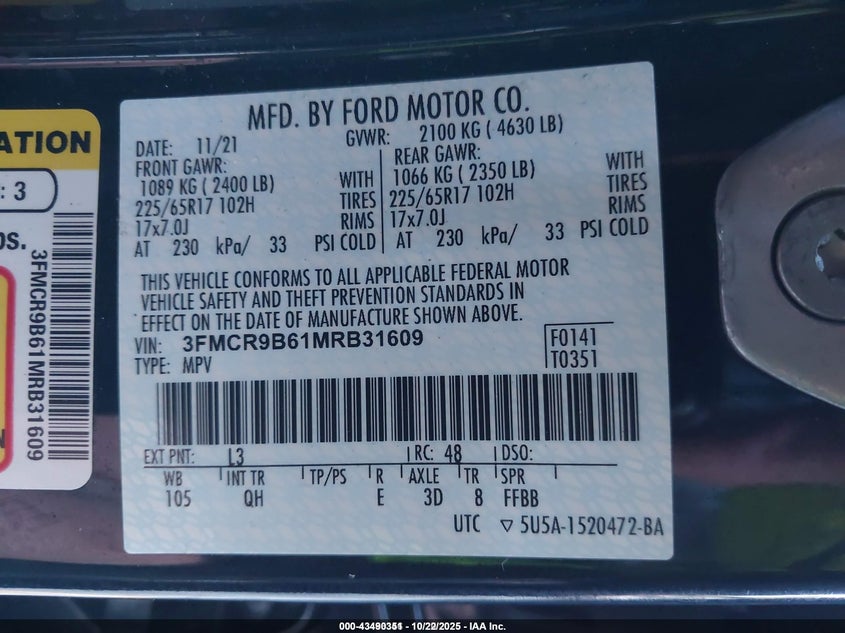 ATION
: 3
OS.
3FMCR9B61MRB31609
N
MFD. BY FORD MOTOR CO.
DATE: 11/21 GVWR: 2100 KG ( 4630 LB)
FRONT GAWR: REAR GAWR:
1089 KG ( 2400 LB) WITH 1066 KG ( 2350 LB) WITH
225/65R17 102H TIRES 225/65R17 102H TIRES
17x7.0J RIMS 17x7.0J RIMS
AT 230 kPa/ 33 PSI COLD AT 230 kPa/ 33 PSI COLD
THIS VEHICLE CONFORMS TO ALL APPLICABLE FEDERAL MOTOR
VEHICLE SAFETY AND THEFT PREVENTION STANDARDS IN
EFFECT ON THE DATE OF MANUFACTURE SHOWN ABOVE.
VIN: 3FMCR9B61MRB31609 F0141
TYPE: MPV T0351
EXT PNT: L3 RC: 48 DSO:
WB INT TR TP/PS R AXLE TR SPR
105 QH E 3D 8 FFBB
UTC ▽ 5U5A-1520472-BA
10/22/2025 - IAA Inc.